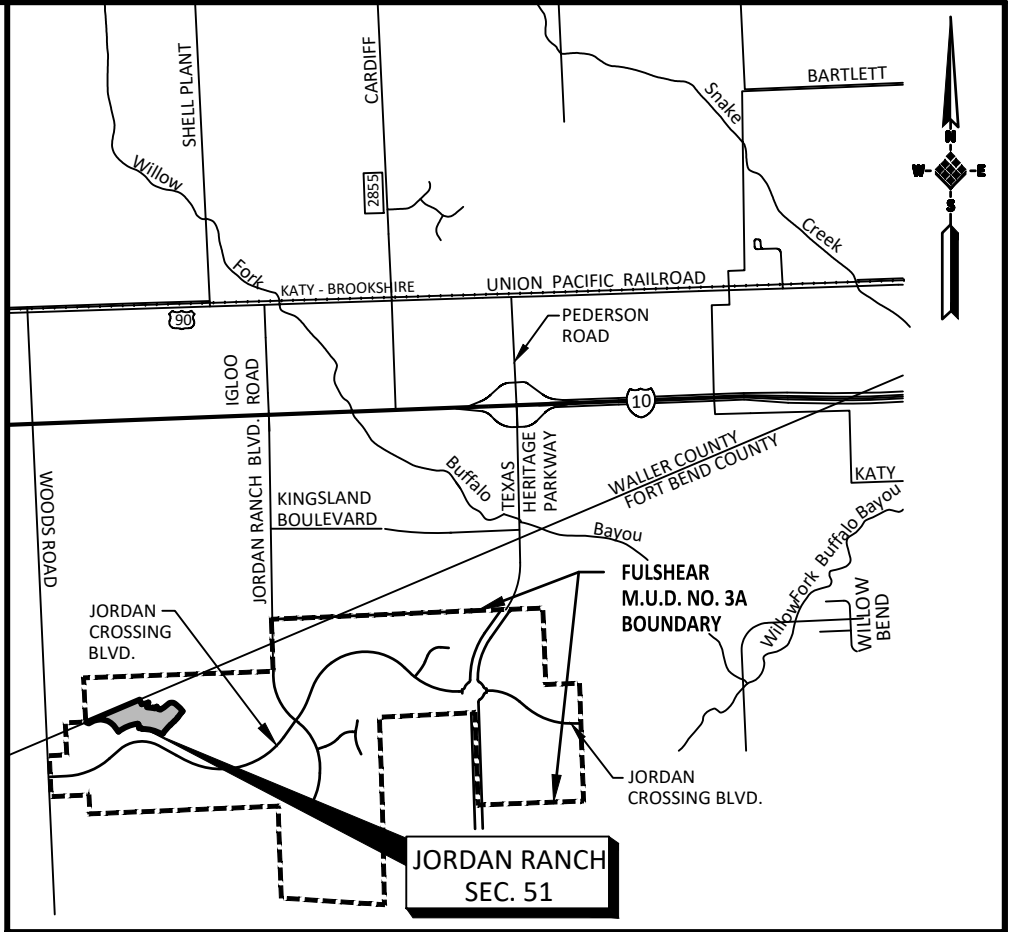 SHELL PLANT
CARDIFF
BARTLETT
Snake
N
W
E
S
Willow
2855
Creek
Fork
KATY - BROOKSHIRE
UNION PACIFIC RAILROAD
90
PEDERSON
ROAD
IGLOO
ROAD
10
JORDAN RANCH BLVD.
WOODS ROAD
Buffalo
TEXAS
HERITAGE
PARKWAY
WALLER COUNTY
FORT BEND COUNTY
KATY
KINGSLAND
BOULEVARD
Bayou
Willow Fork Buffalo Bayou
FULSHEAR
M.U.D. NO. 3A
BOUNDARY
WILLOW
BEND
JORDAN
CROSSING
BLVD.
JORDAN
CROSSING BLVD.
JORDAN RANCH
SEC. 51